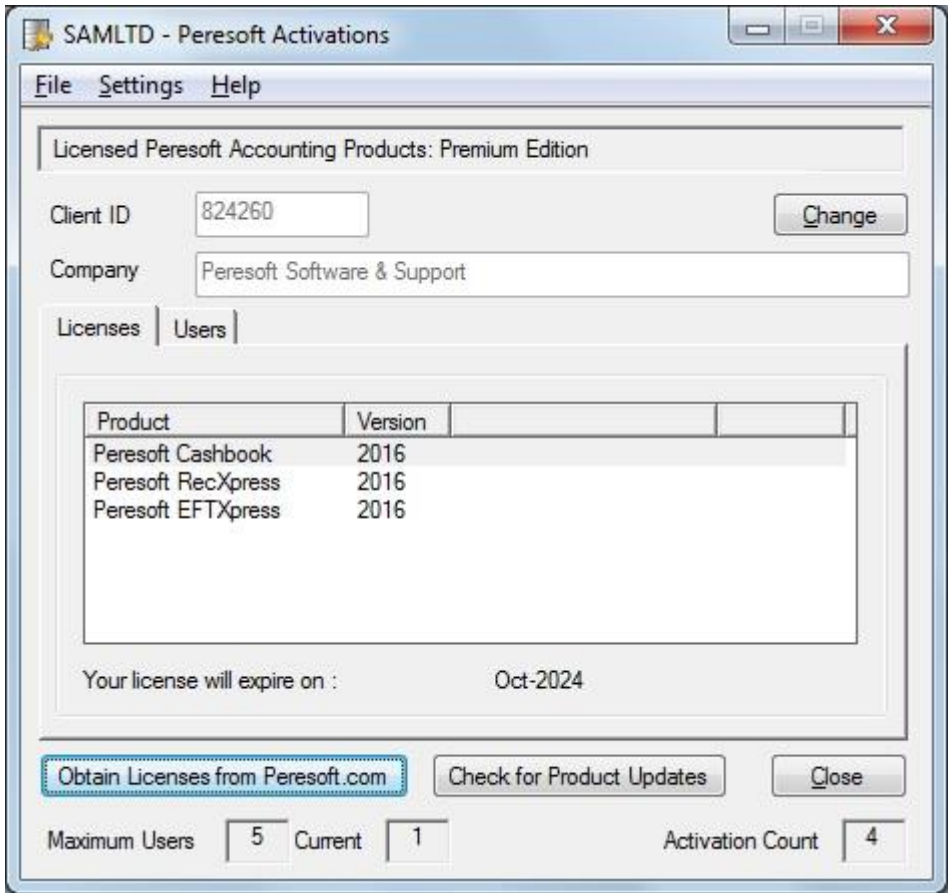 SAMLTD - Peresoft Activations
File Settings Help
Licensed Peresoft Accounting Products: Premium Edition
Client ID 824260 Change
Company Peresoft Software & Support
Licenses Users
Product Version
Peresoft Cashbook 2016
Peresoft RecXpress 2016
Peresoft EFTXpress 2016
Your license will expire on : Oct-2024
Obtain Licenses from Peresoft.com Check for Product Updates Close
Maximum Users 5 Current 1 Activation Count 4